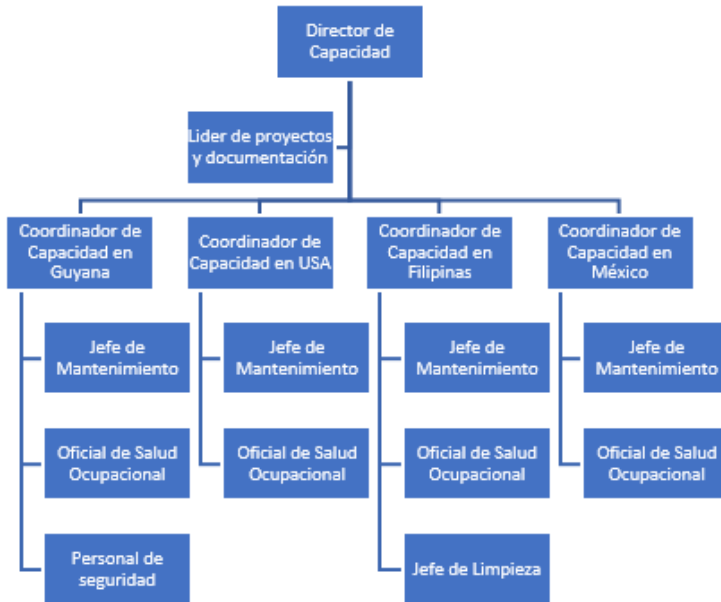 Director de
Capacidad
Lider de proyectos
y documentación
Coordinador de
Capacidad en
Guyana
Coordinador de
Capacidad en USA
Coordinador de
Capacidad en
Filipinas
Coordinador de
Capacidad en
México
Jefe de
Mantenimiento
Jefe de
Mantenimiento
Jefe de
Mantenimiento
Jefe de
Mantenimiento
Oficial de Salud
Ocupacional
Oficial de Salud
Ocupacional
Oficial de Salud
Ocupacional
Oficial de Salud
Ocupacional
Personal de
seguridad
Jefe de Limpieza